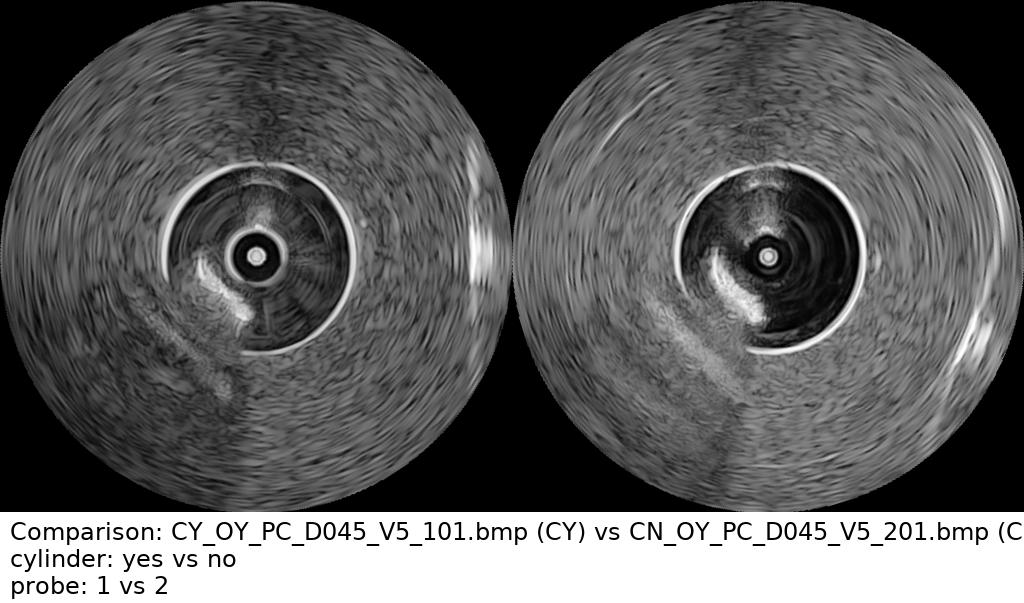 Comparison: CY_OY_PC_D045_V5_101.bmp (CY) vs CN_OY_PC_D045_V5_201.bmp (C
cylinder: yes vs no
probe: 1 vs 2